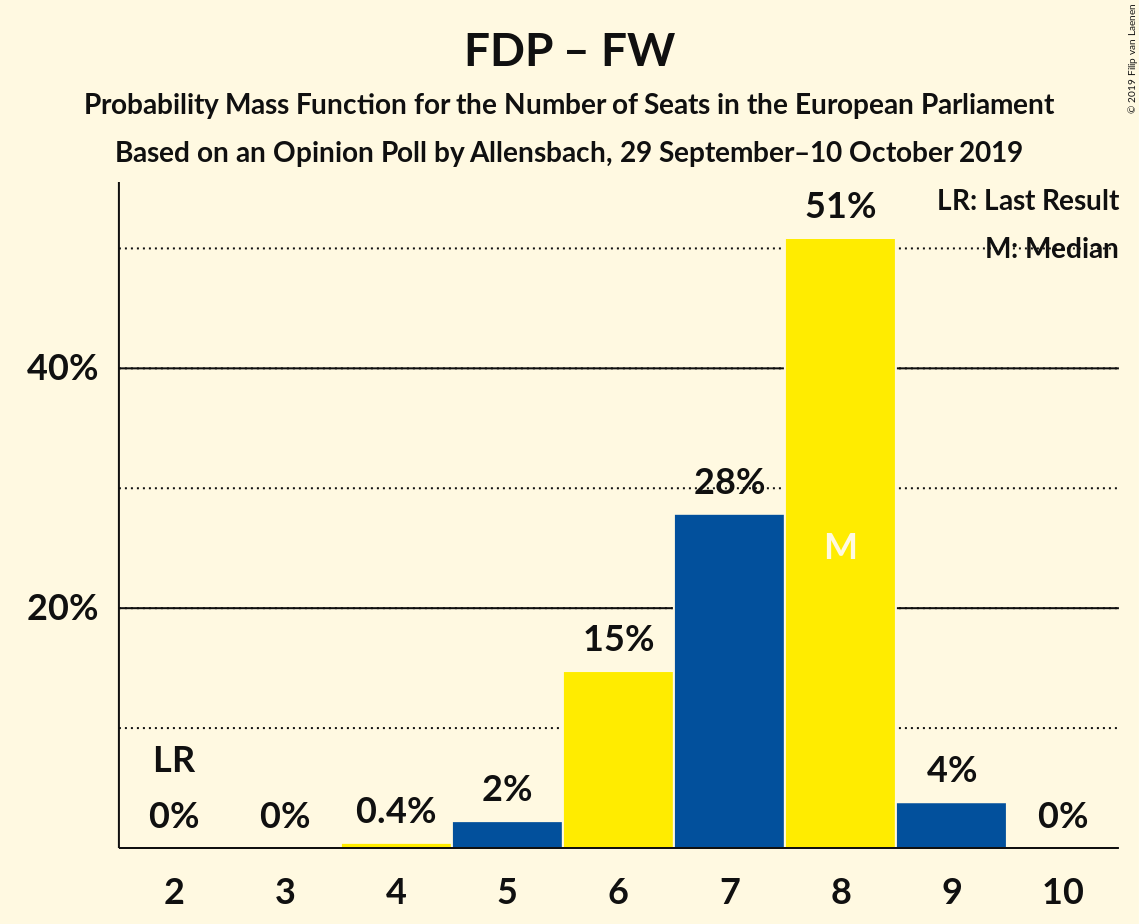 FDP – FW
Probability Mass Function for the Number of Seats in the European Parliament
Based on an Opinion Poll by Allensbach, 29 September–10 October 2019
© 2019 Filip van Laenen
LR: Last Result
M: Median
51%
40%
28%
M
20%
15%
LR
0%
0%
0.4%
2%
4%
0%
2
3
4
5
6
7
8
9
10